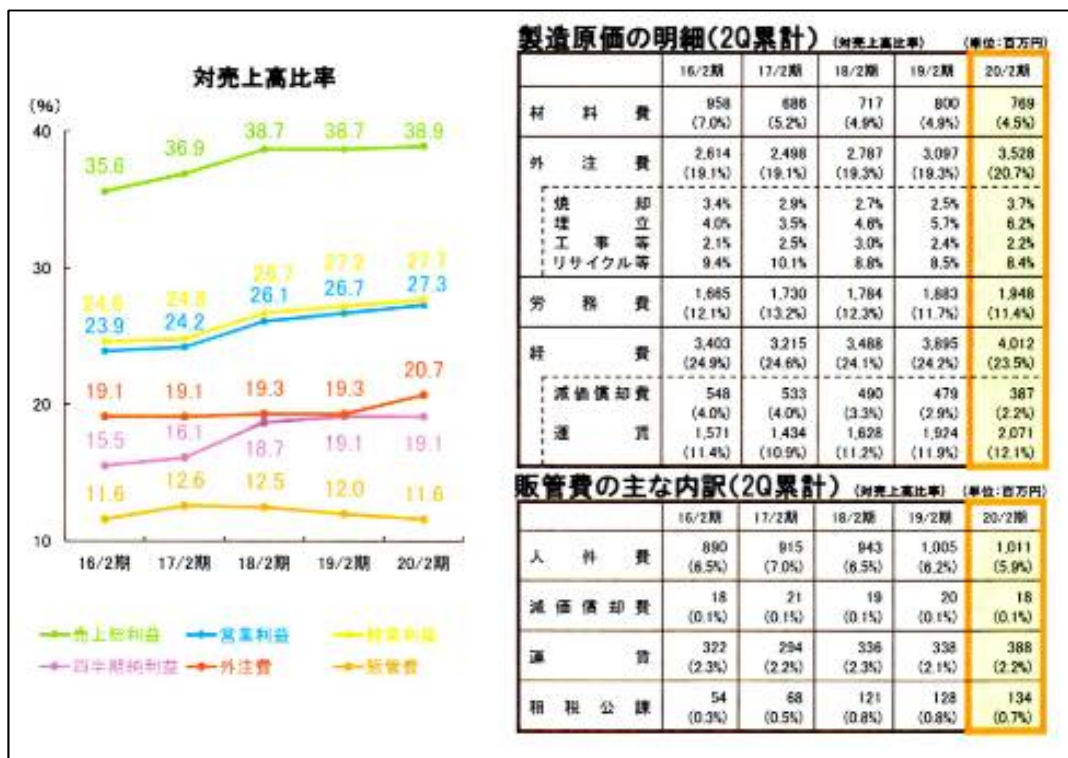 対売上高比率
(%)
40
30
20
10
35.6
36.9
38.7
38.7
38.9
24.6
24.8
26.7
27.2
27.7
23.9
24.2
26.1
26.7
27.3
19.1
19.1
19.3
19.3
20.7
15.5
16.1
18.7
19.1
19.1
11.6
12.6
12.5
12.0
11.6
16/2期 17/2期 18/2期 19/2期 20/2期
売上総利益 営業利益 経常利益
四半期純利益 外注費 販管費
製造原価の明細(2Q累計) (対売上高比率) (単位:百万円)
16/2期 17/2期 18/2期 19/2期 20/2期
材料費 958 686 717 800 769
(7.0%) (5.2%) (4.9%) (4.9%) (4.5%)
外注費 2,614 2,498 2,787 3,097 3,528
(19.1%) (19.1%) (19.3%) (19.3%) (20.7%)
焼却 3.4% 2.9% 2.7% 2.5% 3.7%
埋立 4.0% 3.5% 4.6% 5.7% 6.2%
工事等 2.1% 2.5% 3.0% 2.4% 2.2%
リサイクル等 9.4% 10.1% 8.8% 8.5% 8.4%
労務費 1,665 1,730 1,784 1,883 1,948
(12.1%) (13.2%) (12.3%) (11.7%) (11.4%)
経費 3,403 3,215 3,488 3,895 4,012
(24.9%) (24.6%) (24.1%) (24.2%) (23.5%)
減価償却費 548 533 490 479 387
(4.0%) (4.0%) (3.3%) (2.9%) (2.2%)
運賃 1,571 1,434 1,628 1,924 2,071
(11.4%) (10.9%) (11.2%) (11.9%) (12.1%)
販管費の主な内訳(2Q累計) (対売上高比率) (単位:百万円)
16/2期 17/2期 18/2期 19/2期 20/2期
人件費 890 915 943 1,005 1,011
(6.5%) (7.0%) (6.5%) (6.2%) (5.9%)
減価償却費 18 21 19 20 18
(0.1%) (0.1%) (0.1%) (0.1%) (0.1%)
運賃 322 294 336 338 388
(2.3%) (2.2%) (2.3%) (2.1%) (2.2%)
租税公課 54 68 121 128 134
(0.3%) (0.5%) (0.8%) (0.8%) (0.7%)